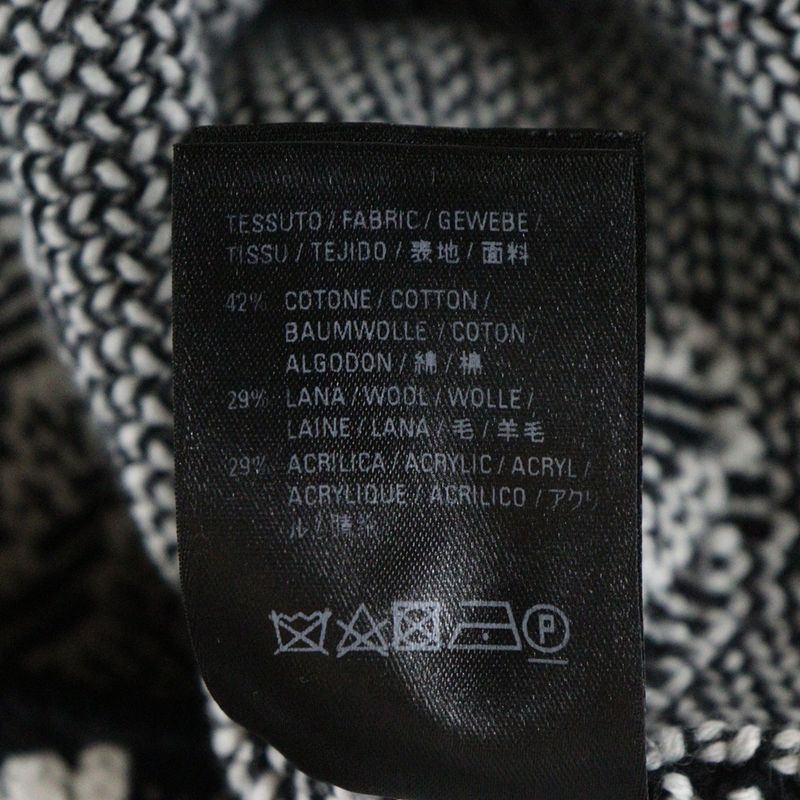 TESSUTO / FABRIC / GEWEBE /
TISSU / TEJIDO / 表地 / 面料
42% COTONE / COTTON /
BAUMWOLLE / COTON /
ALGODON / 綿 / 棉
29% LANA / WOOL / WOLLE /
LAINE / LANA / 毛 / 羊毛
29% ACRILICA / ACRYLIC / ACRYL /
ACRYLIQUE / ACRILICO / アクリ
ル / 腈纶
P